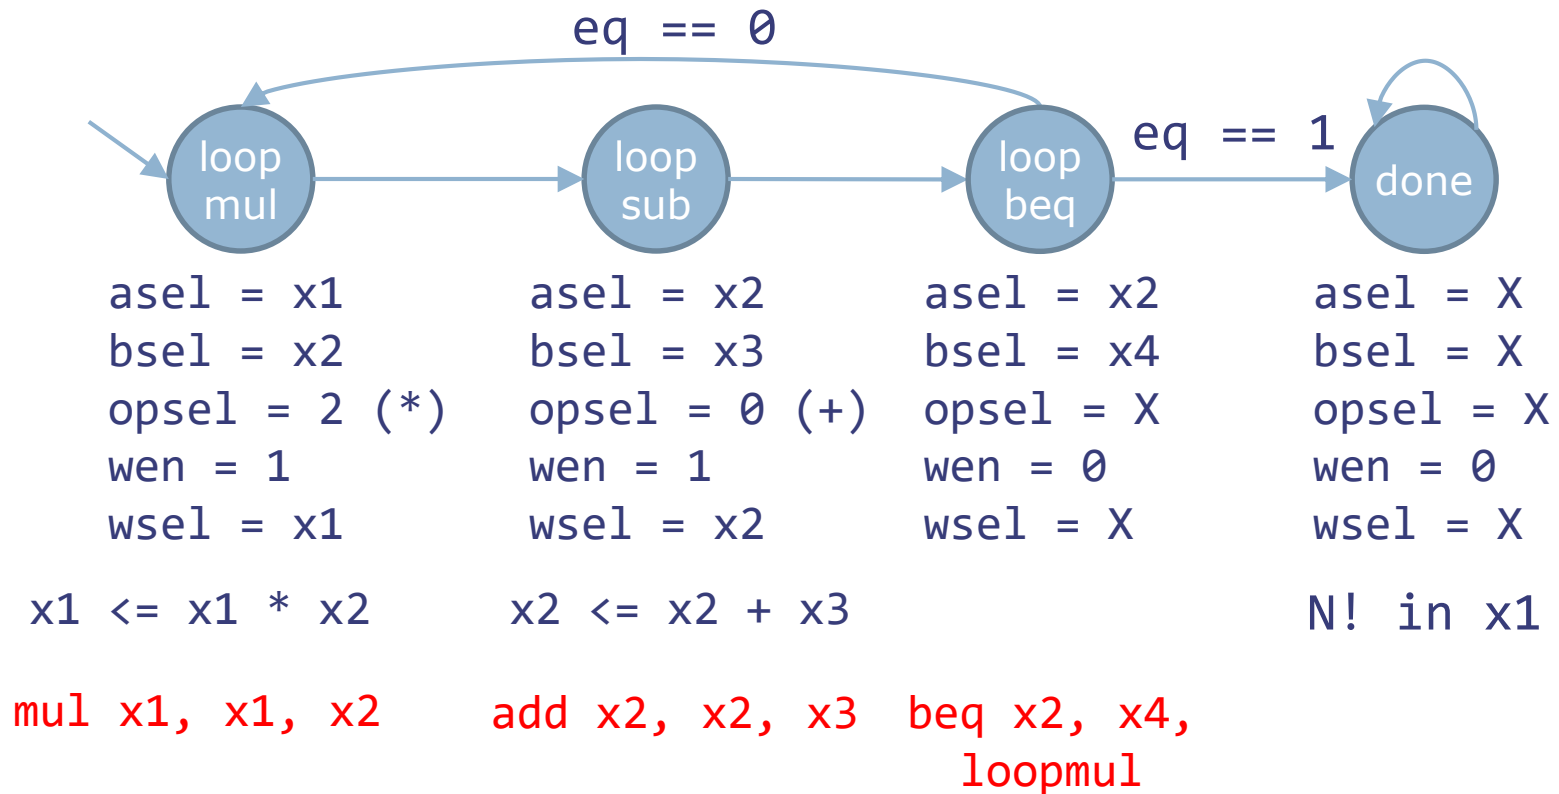 eq == 0
loop
mul
loop
sub
loop
beq
eq == 1
done
asel = x1
bsel = x2
opsel = 2 (*)
wen = 1
wsel = x1
asel = x2
bsel = x3
opsel = 0 (+)
wen = 1
wsel = x2
asel = x2
bsel = x4
opsel = X
wen = 0
wsel = X
asel = X
bsel = X
opsel = X
wen = 0
wsel = X
x1 <= x1 * x2
x2 <= x2 + x3
N! in x1
mul x1, x1, x2
add x2, x2, x3
beq x2, x4,
loopmul